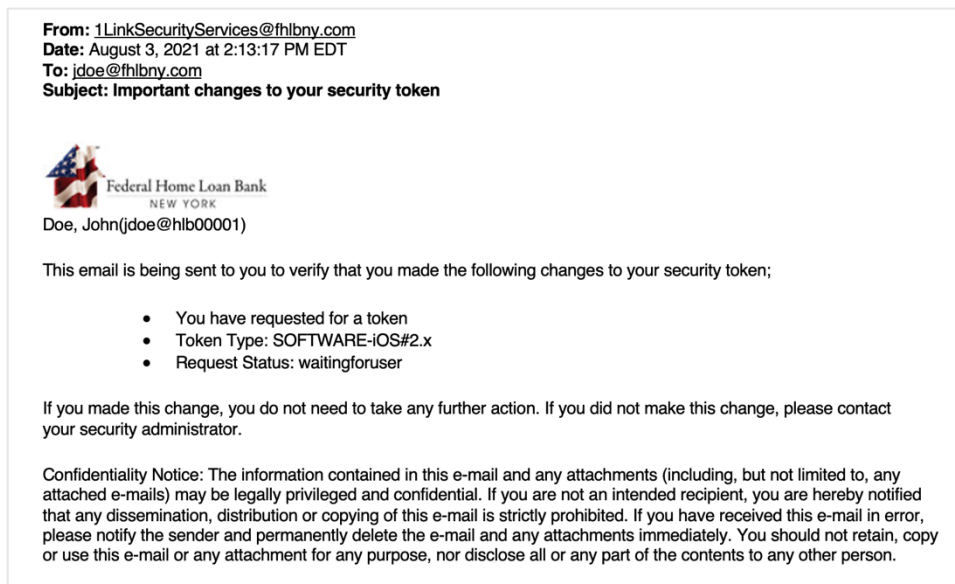 From: 1LinkSecurityServices@fhlbny.com
Date: August 3, 2021 at 2:13:17 PM EDT
To: jdoe@fhlbny.com
Subject: Important changes to your security token
Federal Home Loan Bank
NEW YORK
Doe, John(jdoe@hlb00001)
This email is being sent to you to verify that you made the following changes to your security token;
• You have requested for a token
• Token Type: SOFTWARE-iOS#2.x
• Request Status: waitingforuser
If you made this change, you do not need to take any further action. If you did not make this change, please contact
your security administrator.
Confidentiality Notice: The information contained in this e-mail and any attachments (including, but not limited to, any
attached e-mails) may be legally privileged and confidential. If you are not an intended recipient, you are hereby notified
that any dissemination, distribution or copying of this e-mail is strictly prohibited. If you have received this e-mail in error,
please notify the sender and permanently delete the e-mail and any attachments immediately. You should not retain, copy
or use this e-mail or any attachment for any purpose, nor disclose all or any part of the contents to any other person.